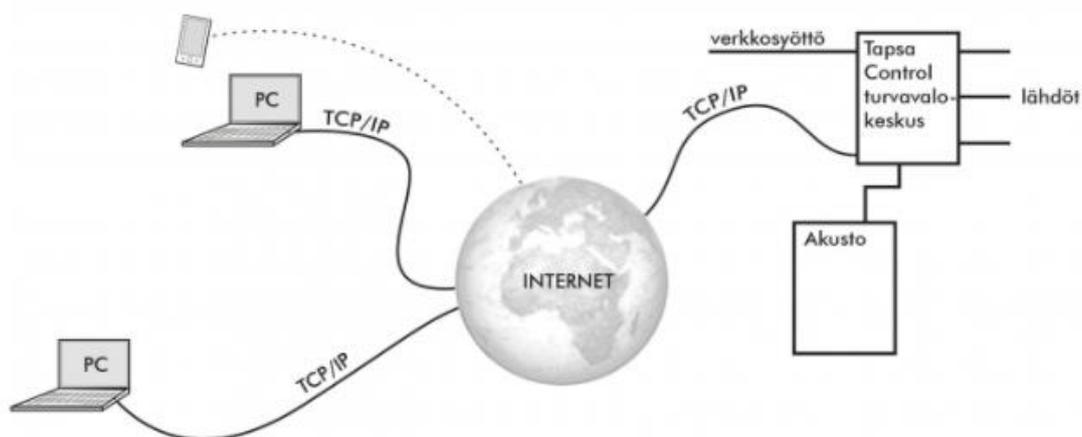 verkkosyöttö
Tapsa
Control
turvavalo-
keskus
lähdöt
PC
TCP/IP
TCP/IP
Akusto
INTERNET
PC
TCP/IP